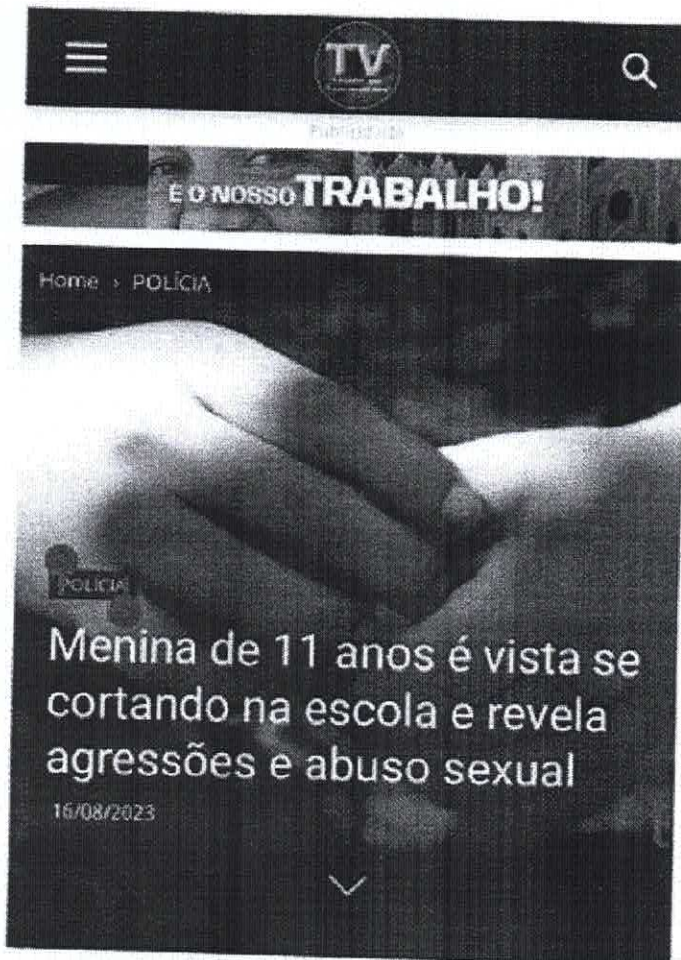 TV
Publicidade
É O NOSSO TRABALHO!
Home › POLÍCIA
POLÍCIA
Menina de 11 anos é vista se
cortando na escola e revela
agressões e abuso sexual
16/08/2023